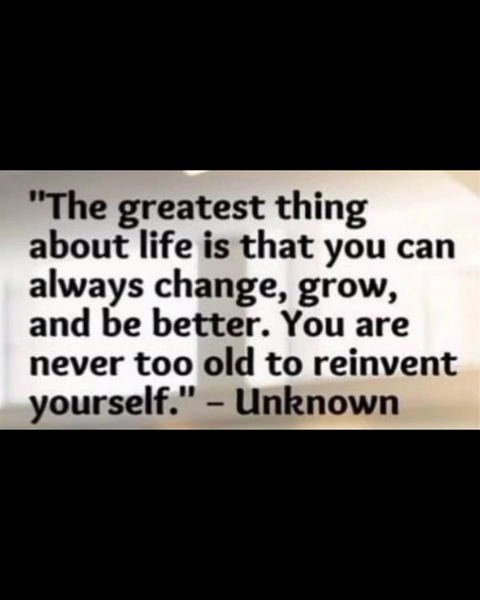 "The greatest thing
about life is that you can
always change, grow,
and be better. You are
never too old to reinvent
yourself." – Unknown